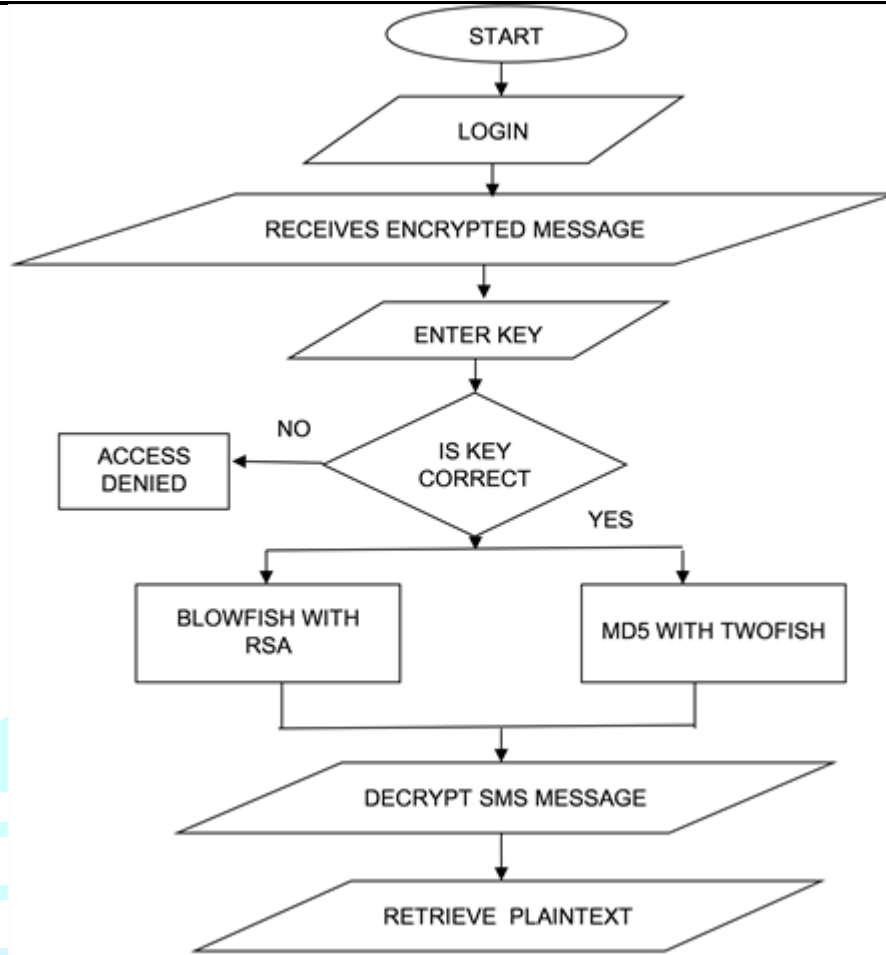 START
LOGIN
RECEIVES ENCRYPTED MESSAGE
ENTER KEY
NO
IS KEY
CORRECT
ACCESS
DENIED
YES
BLOWFISH WITH
RSA
MD5 WITH TWOFISH
DECRYPT SMS MESSAGE
RETRIEVE PLAINTEXT